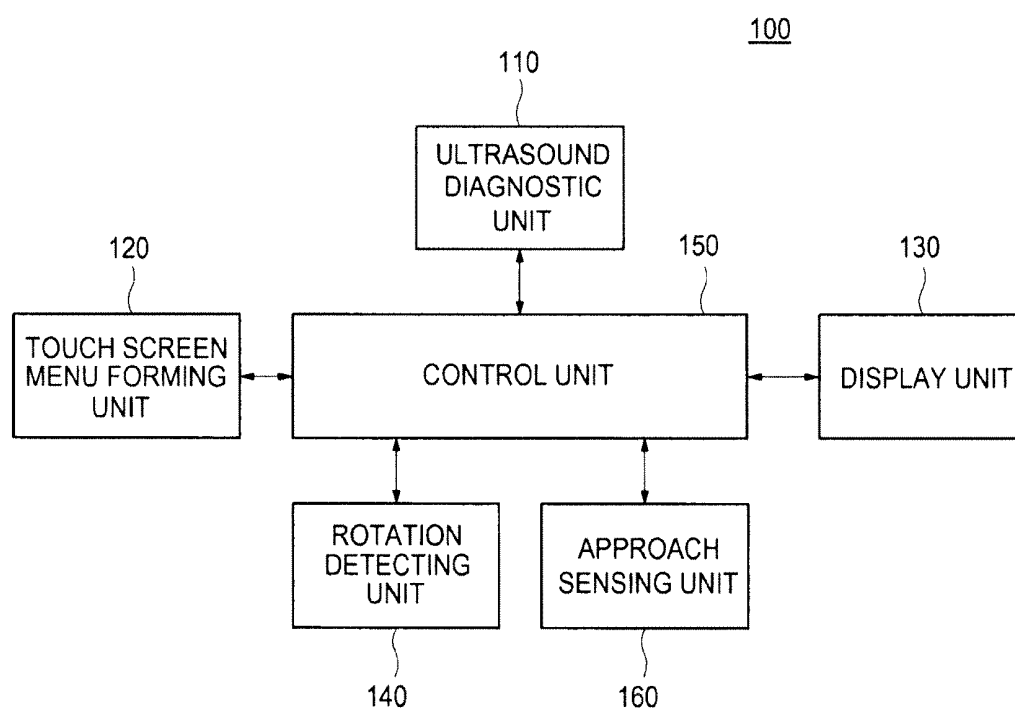 100
110
ULTRASOUND
DIAGNOSTIC
UNIT
120
150
130
TOUCH SCREEN
MENU FORMING
UNIT
CONTROL UNIT
DISPLAY UNIT
ROTATION
DETECTING
UNIT
APPROACH
SENSING UNIT
140
160